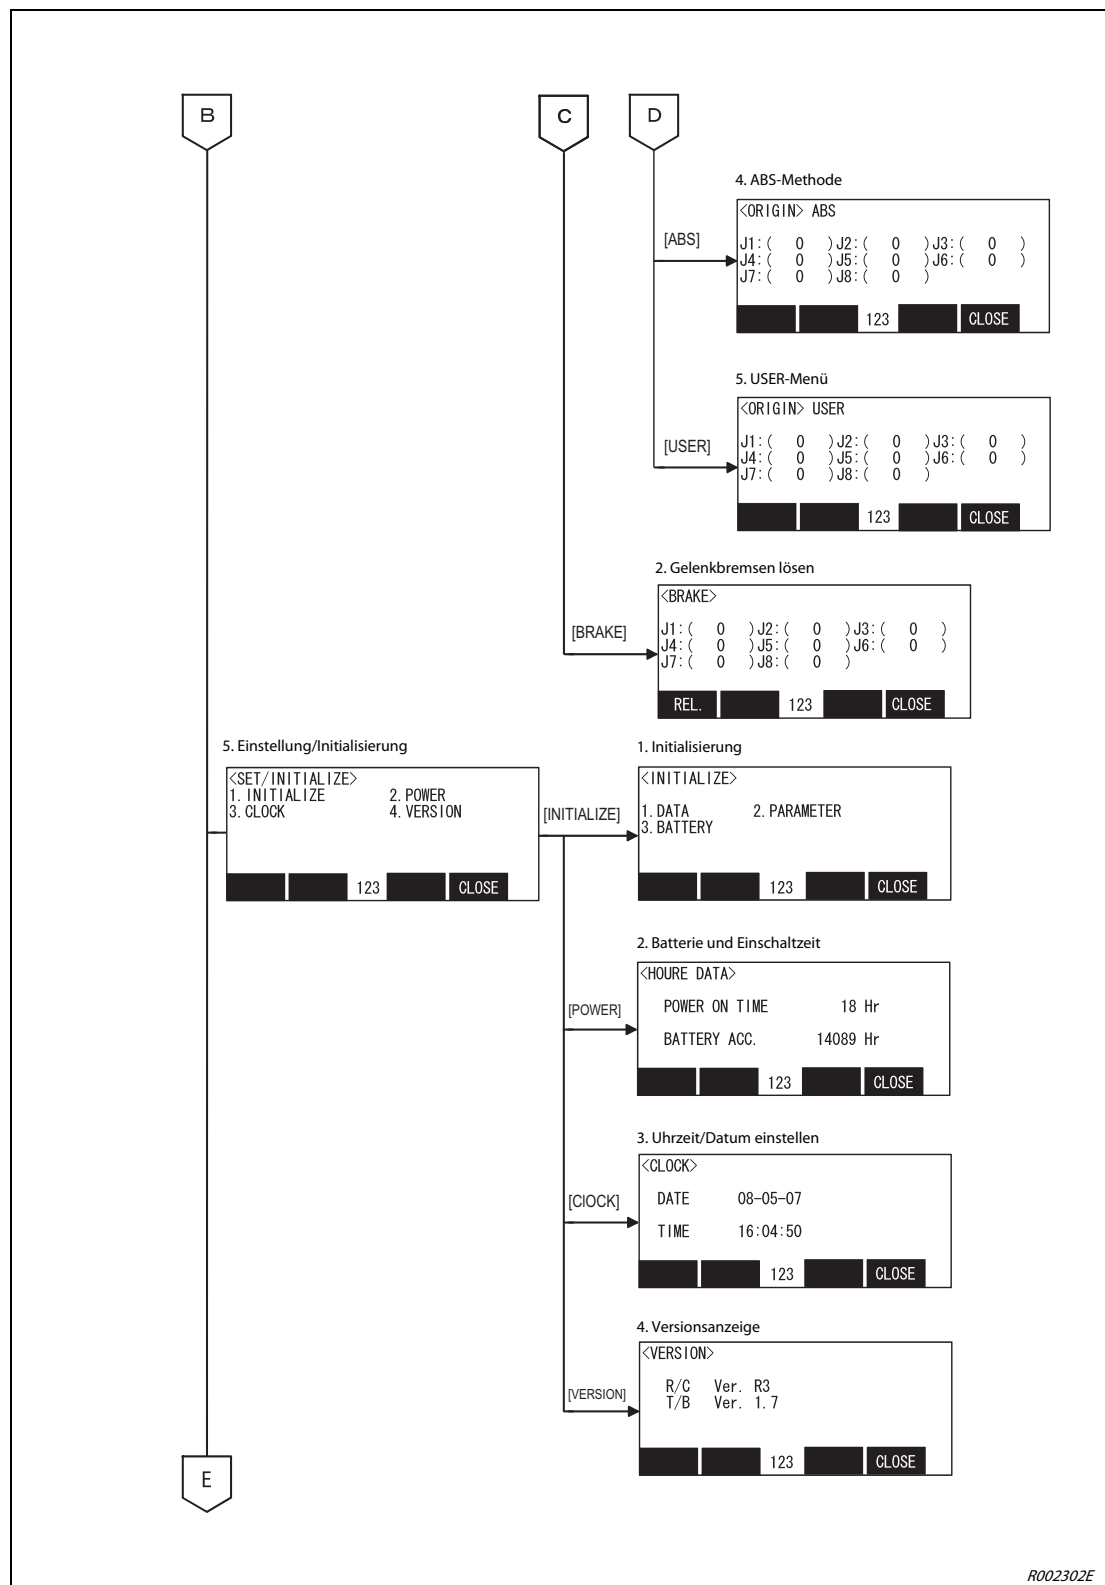 B
C
D
4. ABS-Methode
<ORIGIN> ABS
[ABS]
J1:( 0 )J2:( 0 )J3:( 0 )
J4:( 0 )J5:( 0 )J6:( 0 )
J7:( 0 )J8:( 0 )
123 CLOSE
5. USER-Menü
<ORIGIN> USER
[USER]
J1:( 0 )J2:( 0 )J3:( 0 )
J4:( 0 )J5:( 0 )J6:( 0 )
J7:( 0 )J8:( 0 )
123 CLOSE
2. Gelenkbremsen lösen
<BRAKE>
[BRAKE]
J1:( 0 )J2:( 0 )J3:( 0 )
J4:( 0 )J5:( 0 )J6:( 0 )
J7:( 0 )J8:( 0 )
REL. 123 CLOSE
5. Einstellung/Initialisierung
<SET/INITIALIZE>
1. INITIALIZE 2. POWER
3. CLOCK 4. VERSION
123 CLOSE
[INITIALIZE]
1. Initialisierung
<INITIALIZE>
1. DATA 2. PARAMETER
3. BATTERY
123 CLOSE
2. Batterie und Einschaltzeit
<HOURE DATA>
[POWER]
POWER ON TIME 18 Hr
BATTERY ACC. 14089 Hr
123 CLOSE
3. Uhrzeit/Datum einstellen
<CLOCK>
[ClOCK]
DATE 08-05-07
TIME 16:04:50
123 CLOSE
4. Versionsanzeige
<VERSION>
[VERSION]
R/C Ver. R3
T/B Ver. 1.7
123 CLOSE
E
R002302E